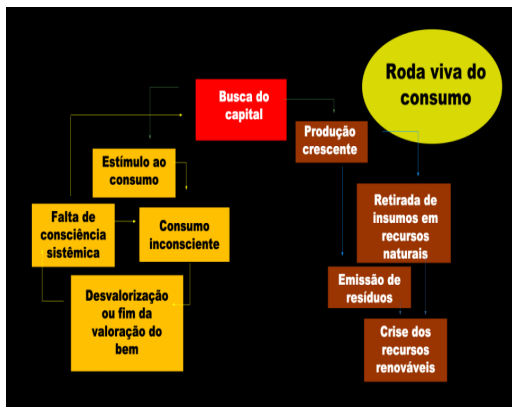 Roda viva do
consumo
Busca do
capital
Produção
crescente
Estímulo ao
consumo
Retirada de
insumos em
recursos
naturais
Falta de
consciência
sistêmica
Consumo
inconsciente
Emissão de
resíduos
Desvalorização
ou fim da
valoração do
bem
Crise dos
recursos
renováveis